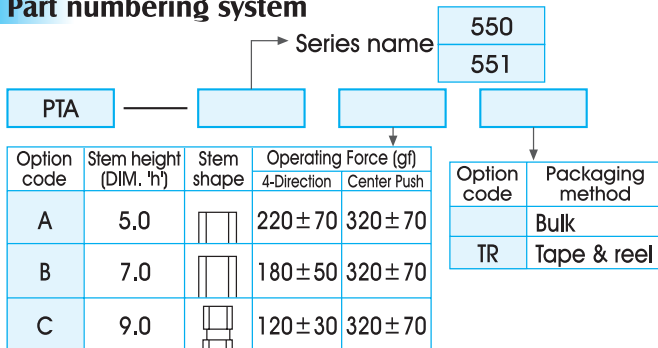 Part numbering system
Series name
550
551
PTA
Option code
Stem height (DIM. 'h')
Stem shape
Operating Force (gf)
4-Direction
Center Push
A 5.0 220±70 320±70
B 7.0 180±50 320±70
C 9.0 120±30 320±70
Option code
Packaging method
Bulk
TR Tape & reel